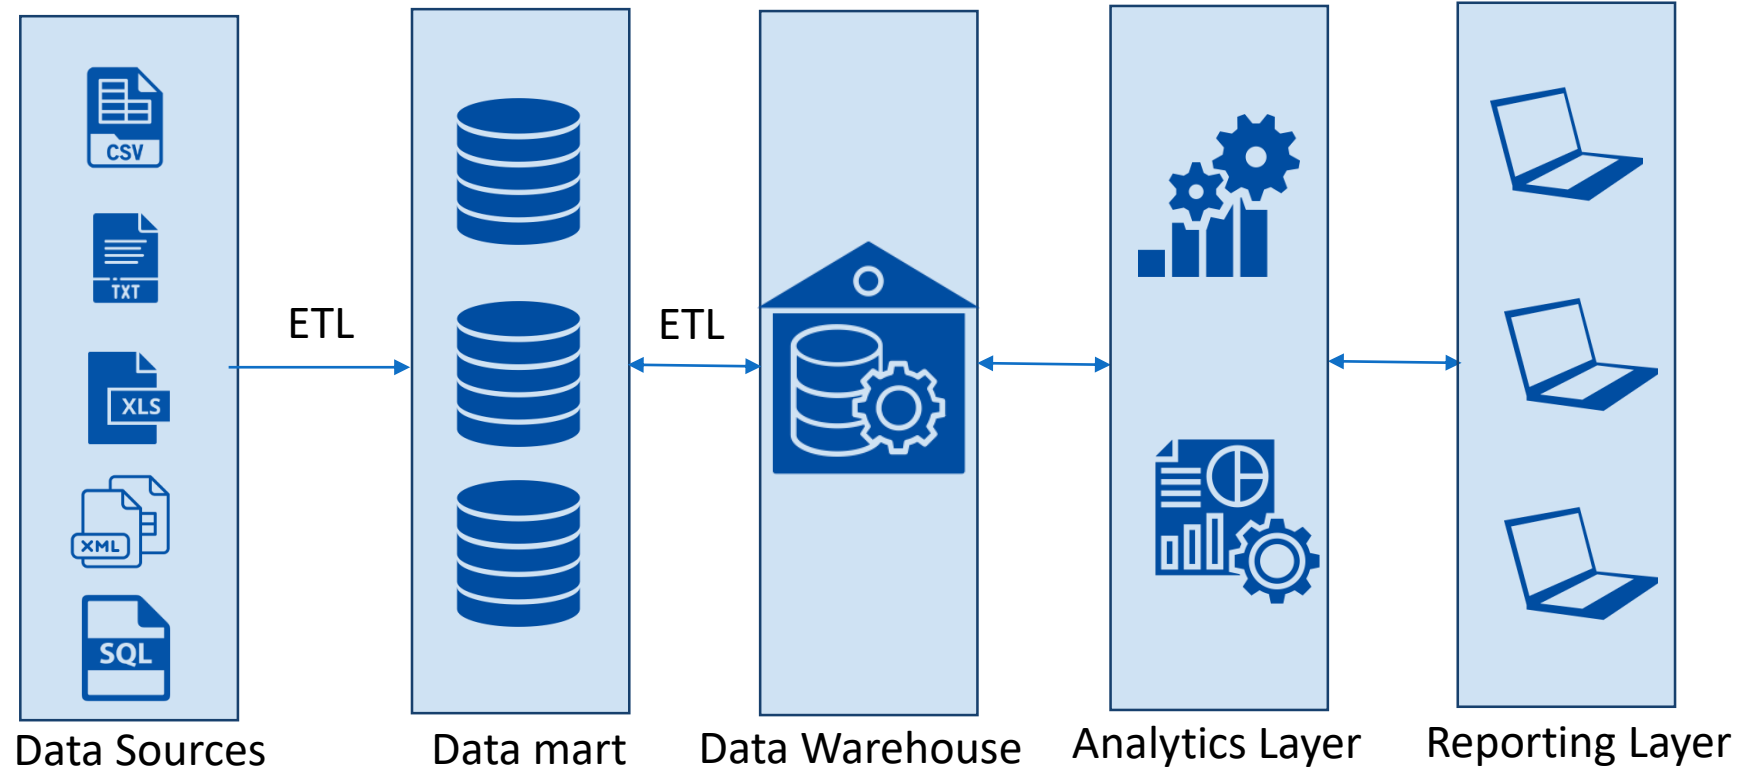 CSV
TXT
XLS
XML
SQL
ETL
ETL
Data Sources
Data mart
Data Warehouse
Analytics Layer
Reporting Layer